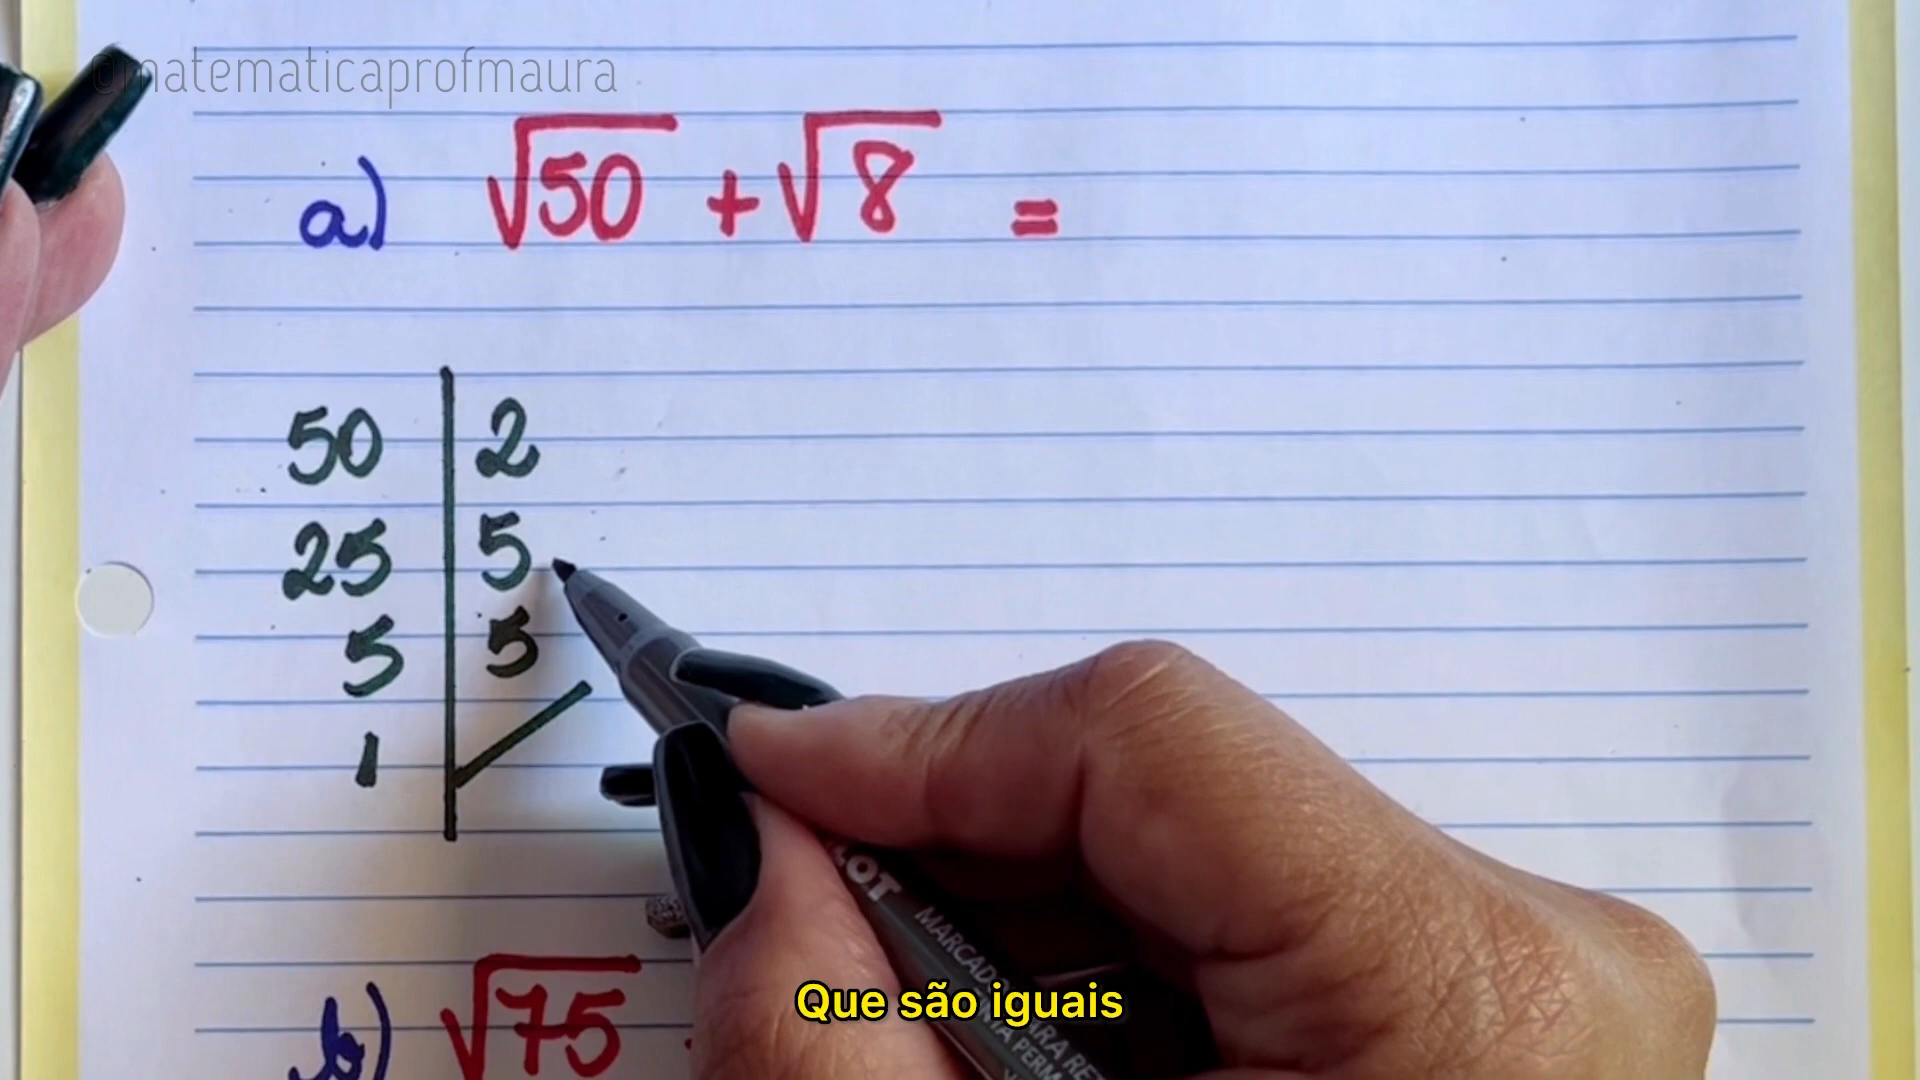 @matematicaprofmaura
a) √50 + √8 =
50 | 2
25 | 5
5 | 5
1
b) √75
Que são iguais